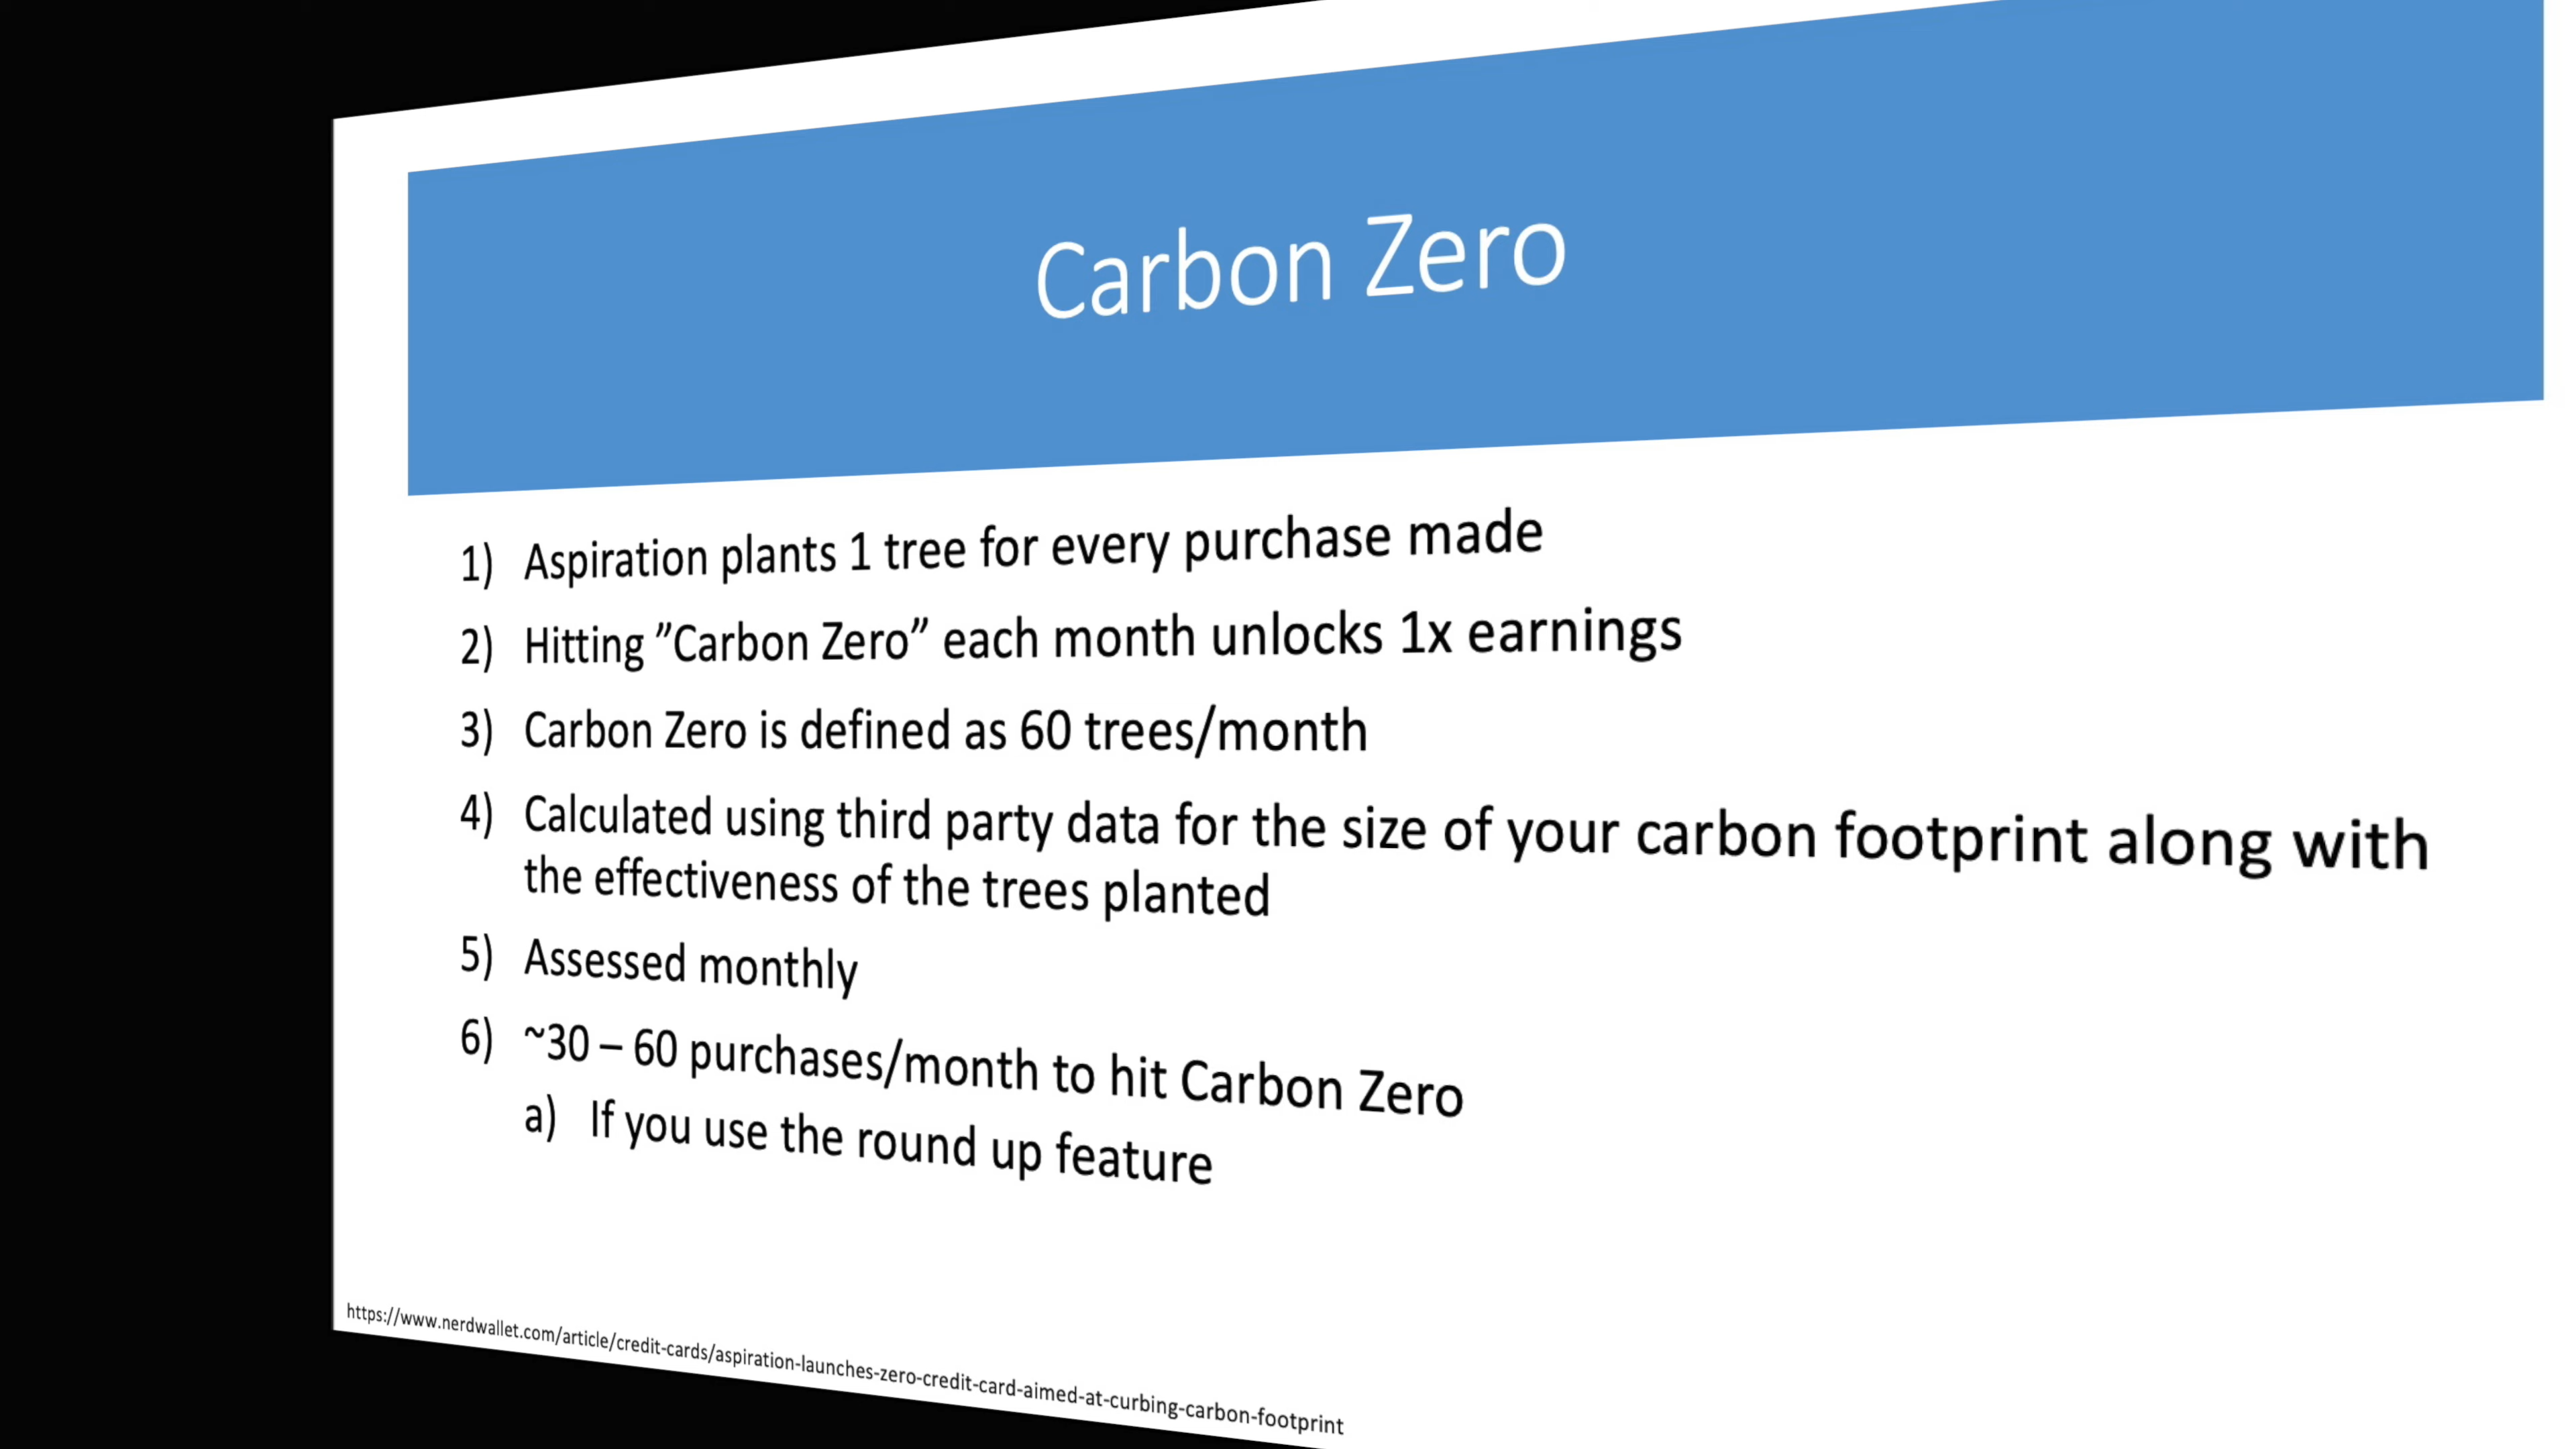 Carbon Zero
1) Aspiration plants 1 tree for every purchase made
2) Hitting ”Carbon Zero” each month unlocks 1x earnings
3) Carbon Zero is defined as 60 trees/month
4) Calculated using third party data for the size of your carbon footprint along with
the effectiveness of the trees planted
5) Assessed monthly
6) ~30 – 60 purchases/month to hit Carbon Zero
a) If you use the round up feature
https://www.nerdwallet.com/article/credit-cards/aspiration-launches-zero-credit-card-aimed-at-curbing-carbon-footprint